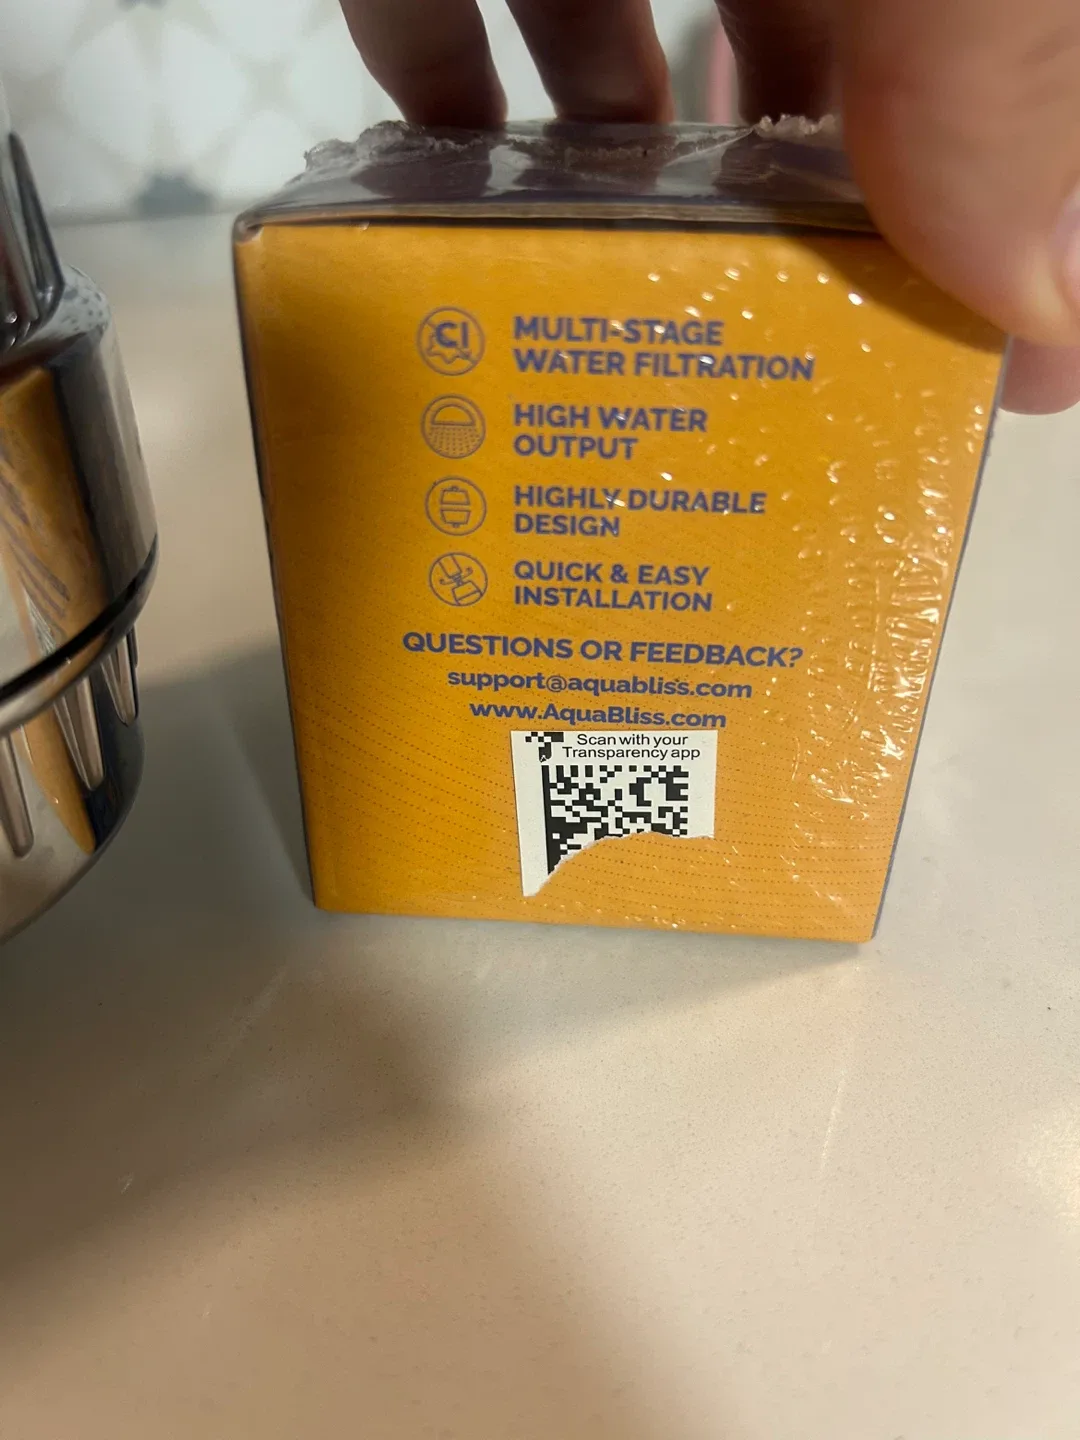 Cl
MULTI-STAGE
WATER FILTRATION
HIGH WATER
OUTPUT
HIGHLY DURABLE
DESIGN
QUICK & EASY
INSTALLATION
QUESTIONS OR FEEDBACK?
support@aquabliss.com
www.AquaBliss.com
Scan with your
Transparency app